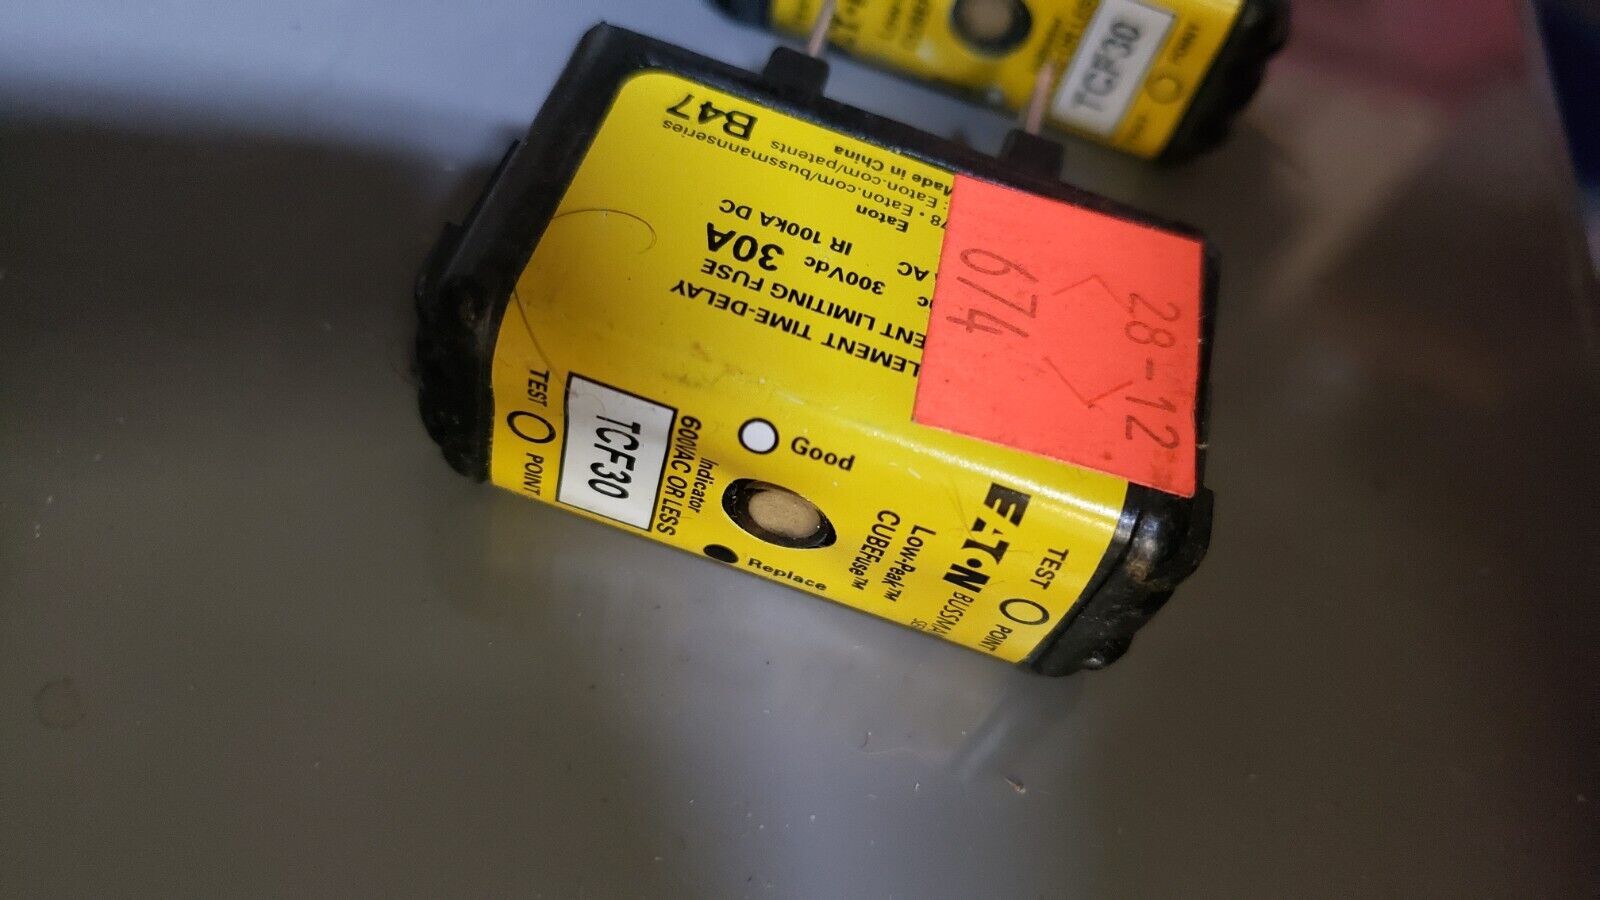 TEST POINT
EATON
BUSSMA
SE
Low-Peak™
CUBEFuse™
Good
Replace
Indicator
600VAC OR LESS
TCF30
TEST POINT
LEMENT TIME-DELAY
ENT LIMITING FUSE
300Vdc 30A
AC IR 100kA DC
Eaton
78 • Eaton.com/bussmannseries
: Eaton.com/patents
Made in China
B47
28-12
674
TCF30